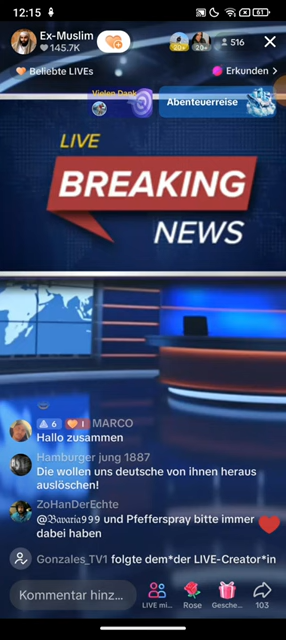 12:15
61
Ex-Muslim
145.7K
20+
20+
516
Beliebte LIVEs
Erkunden >
Vielen Dank
Abenteuerreise
LIVE
BREAKING
NEWS
6
1
MARCO
Hallo zusammen
Hamburger jung 1887
Die wollen uns deutsche von ihnen heraus
auslöschen!
ZoHanDerEchte
@𝔅𝔞𝔳𝔞𝔯𝔦𝔞999 und Pfefferspray bitte immer
dabei haben
Gonzales_TV1 folgte dem*der LIVE-Creator*in
Kommentar hinz...
LIVE mi...
Rose
Gesche...
103